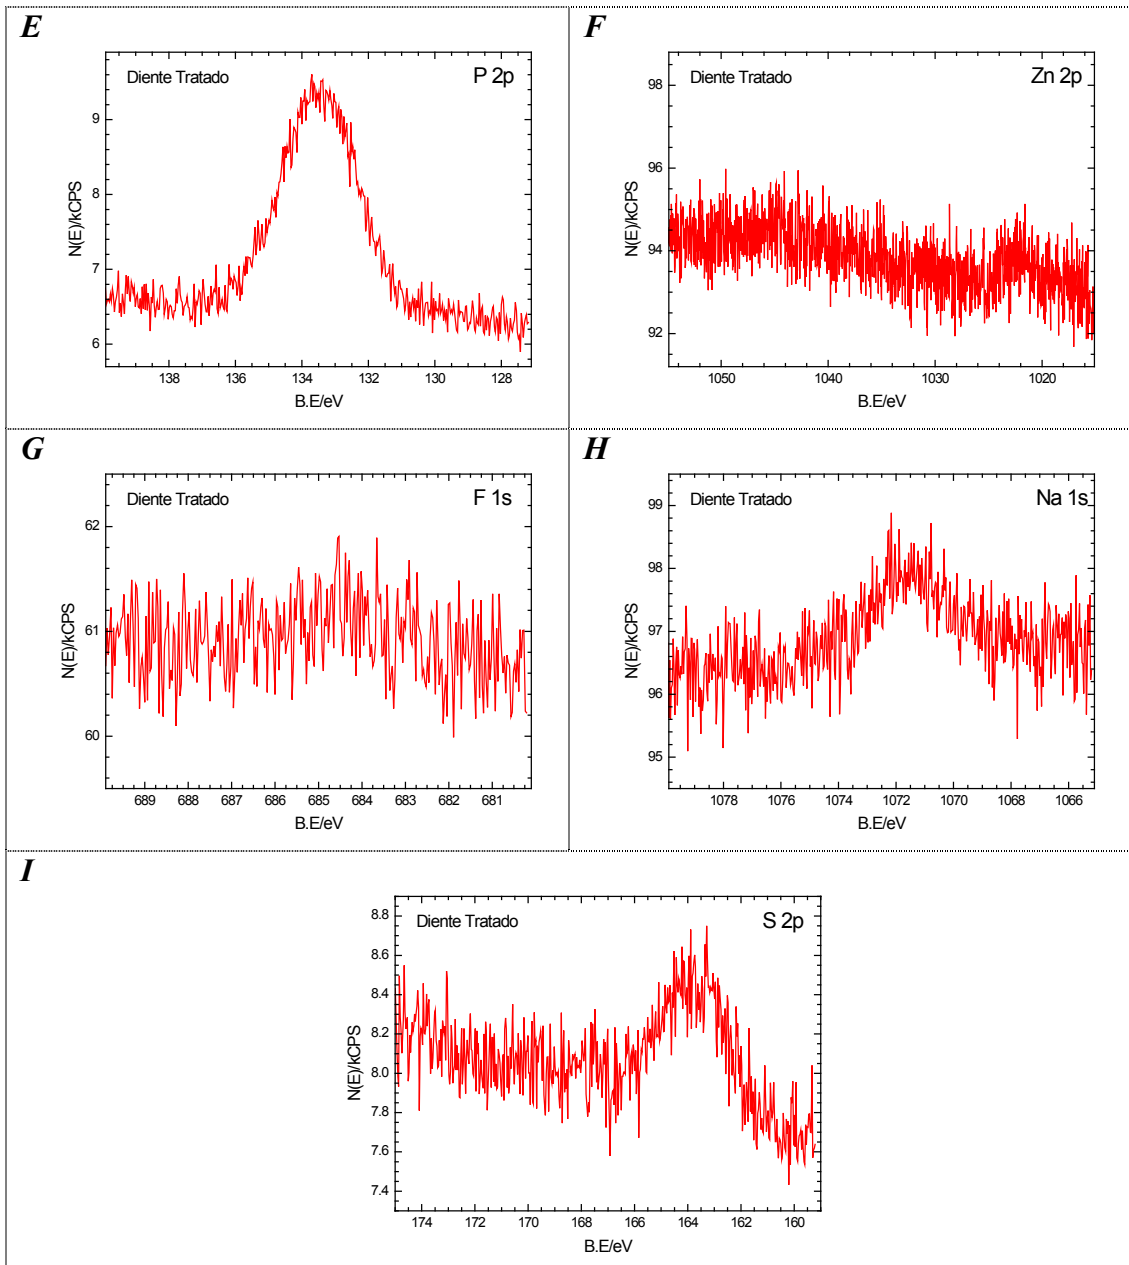 E
Diente Tratado
P 2p
N(E)/kCPS
9
8
7
6
138 136 134 132 130 128
B.E/eV
F
Diente Tratado
Zn 2p
N(E)/kCPS
98
96
94
92
1050 1040 1030 1020
B.E/eV
G
Diente Tratado
F 1s
N(E)/kCPS
62
61
60
689 688 687 686 685 684 683 682 681
B.E/eV
H
Diente Tratado
Na 1s
N(E)/kCPS
99
98
97
96
95
1078 1076 1074 1072 1070 1068 1066
B.E/eV
I
Diente Tratado
S 2p
N(E)/kCPS
8.8
8.6
8.4
8.2
8.0
7.8
7.6
7.4
174 172 170 168 166 164 162 160
B.E/eV